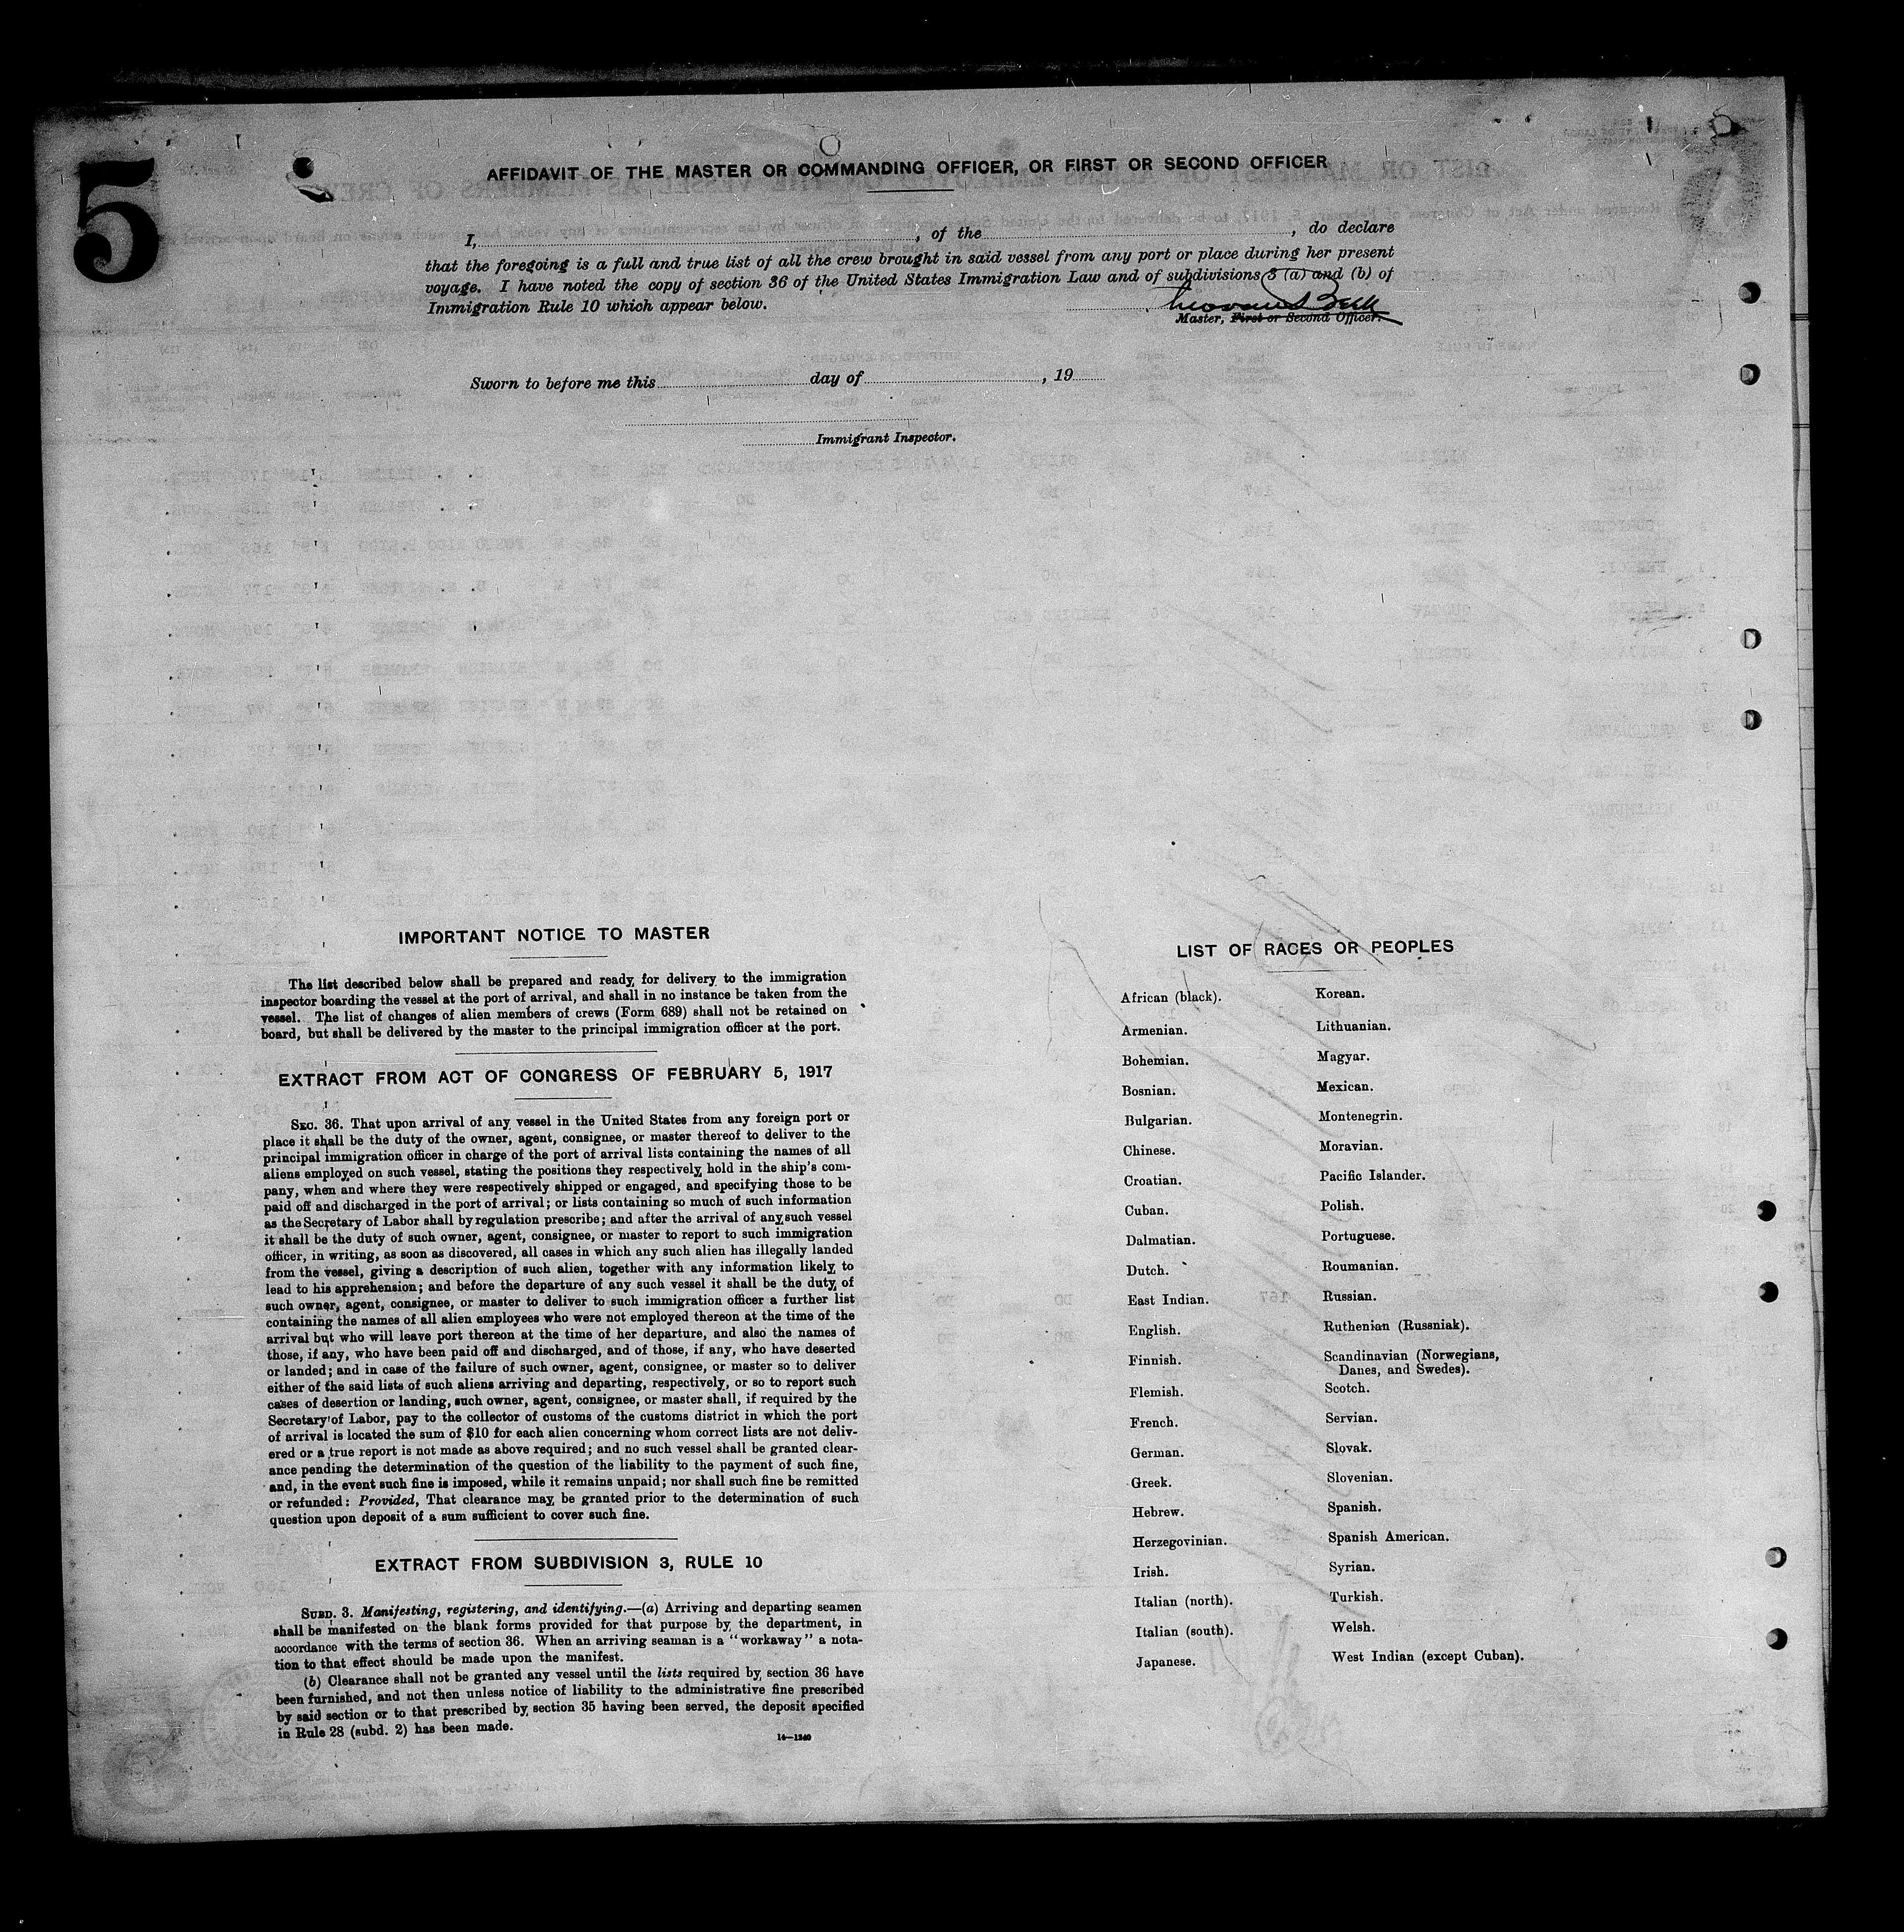 5
AFFIDAVIT OF THE MASTER OR COMMANDING OFFICER, OR FIRST OR SECOND OFFICER
I, , of the , do declare
that the foregoing is a full and true list of all the crew brought in said vessel from any port or place during her present
voyage. I have noted the copy of section 36 of the United States Immigration Law and of subdivisions 3 (a) and (b) of
Immigration Rule 10 which appear below.
Master, First or Second Officer.
Sworn to before me this day of , 19
Immigrant Inspector.
IMPORTANT NOTICE TO MASTER
The list described below shall be prepared and ready for delivery to the immigration
inspector boarding the vessel at the port of arrival, and shall in no instance be taken from the
vessel. The list of changes of alien members of crews (Form 689) shall not be retained on
board, but shall be delivered by the master to the principal immigration officer at the port.
EXTRACT FROM ACT OF CONGRESS OF FEBRUARY 5, 1917
SEC. 36. That upon arrival of any vessel in the United States from any foreign port or
place it shall be the duty of the owner, agent, consignee, or master thereof to deliver to the
principal immigration officer in charge of the port of arrival lists containing the names of all
aliens employed on such vessel, stating the positions they respectively hold in the ship's com-
pany, when and where they were respectively shipped or engaged, and specifying those to be
paid off and discharged in the port of arrival; or lists containing so much of such information
as the Secretary of Labor shall by regulation prescribe; and after the arrival of any such vessel
it shall be the duty of such owner, agent, consignee, or master to report to such immigration
officer, in writing, as soon as discovered, all cases in which any such alien has illegally landed
from the vessel, giving a description of such alien, together with any information likely to
lead to his apprehension; and before the departure of any such vessel it shall be the duty of
such owner, agent, consignee, or master to deliver to such immigration officer a further list
containing the names of all alien employees who were not employed thereon at the time of the
arrival but who will leave port thereon at the time of her departure, and also the names of
those, if any, who have been paid off and discharged, and of those, if any, who have deserted
or landed; and in case of the failure of such owner, agent, consignee, or master so to deliver
either of the said lists of such aliens arriving and departing, respectively, or so to report such
cases of desertion or landing, such owner, agent, consignee, or master shall, if required by the
Secretary of Labor, pay to the collector of customs of the customs district in which the port
of arrival is located the sum of $10 for each alien concerning whom correct lists are not deliv-
ered or a true report is not made as above required; and no such vessel shall be granted clear-
ance pending the determination of the question of the liability to the payment of such fine,
and, in the event such fine is imposed, while it remains unpaid; nor shall such fine be remitted
or refunded: Provided, That clearance may be granted prior to the determination of such
question upon deposit of a sum sufficient to cover such fine.
EXTRACT FROM SUBDIVISION 3, RULE 10
SUBD. 3. Manifesting, registering, and identifying.—(a) Arriving and departing seamen
shall be manifested on the blank forms provided for that purpose by the department, in
accordance with the terms of section 36. When an arriving seaman is a "workaway" a nota-
tion to that effect should be made upon the manifest.
(b) Clearance shall not be granted any vessel until the lists required by section 36 have
been furnished, and not then unless notice of liability to the administrative fine prescribed
by said section or to that prescribed by section 35 having been served, the deposit specified
in Rule 28 (subd. 2) has been made.
14—1240
LIST OF RACES OR PEOPLES
African (black).
Armenian.
Bohemian.
Bosnian.
Bulgarian.
Chinese.
Croatian.
Cuban.
Dalmatian.
Dutch.
East Indian.
English.
Finnish.
Flemish.
French.
German.
Greek.
Hebrew.
Herzegovinian.
Irish.
Italian (north).
Italian (south).
Japanese.
Korean.
Lithuanian.
Magyar.
Mexican.
Montenegrin.
Moravian.
Pacific Islander.
Polish.
Portuguese.
Roumanian.
Russian.
Ruthenian (Russniak).
Scandinavian (Norwegians,
Danes, and Swedes).
Scotch.
Servian.
Slovak.
Slovenian.
Spanish.
Spanish American.
Syrian.
Turkish.
Welsh.
West Indian (except Cuban).